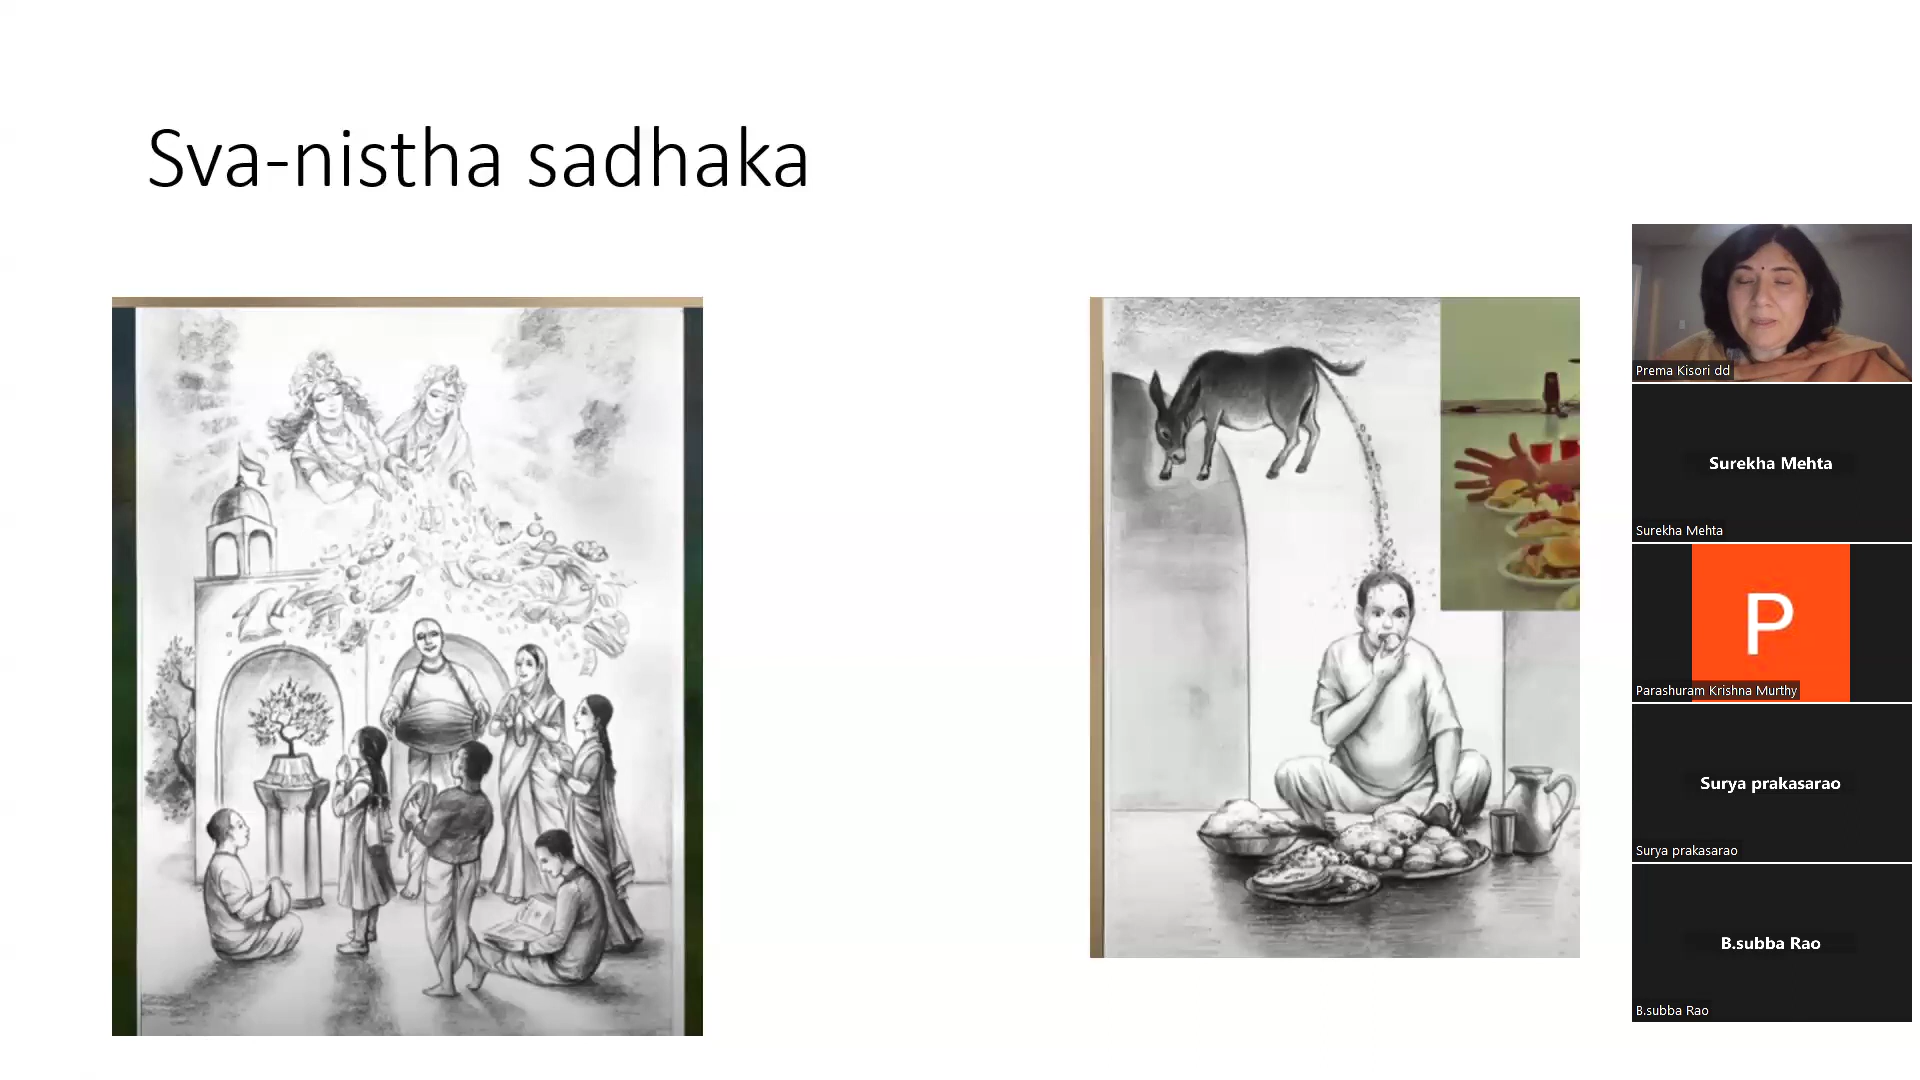 Sva-nistha sadhaka
Prema Kisori dd
Surekha Mehta
Surekha Mehta
P
Parashuram Krishna Murthy
Surya prakasarao
Surya prakasarao
B.subba Rao
B.subba Rao